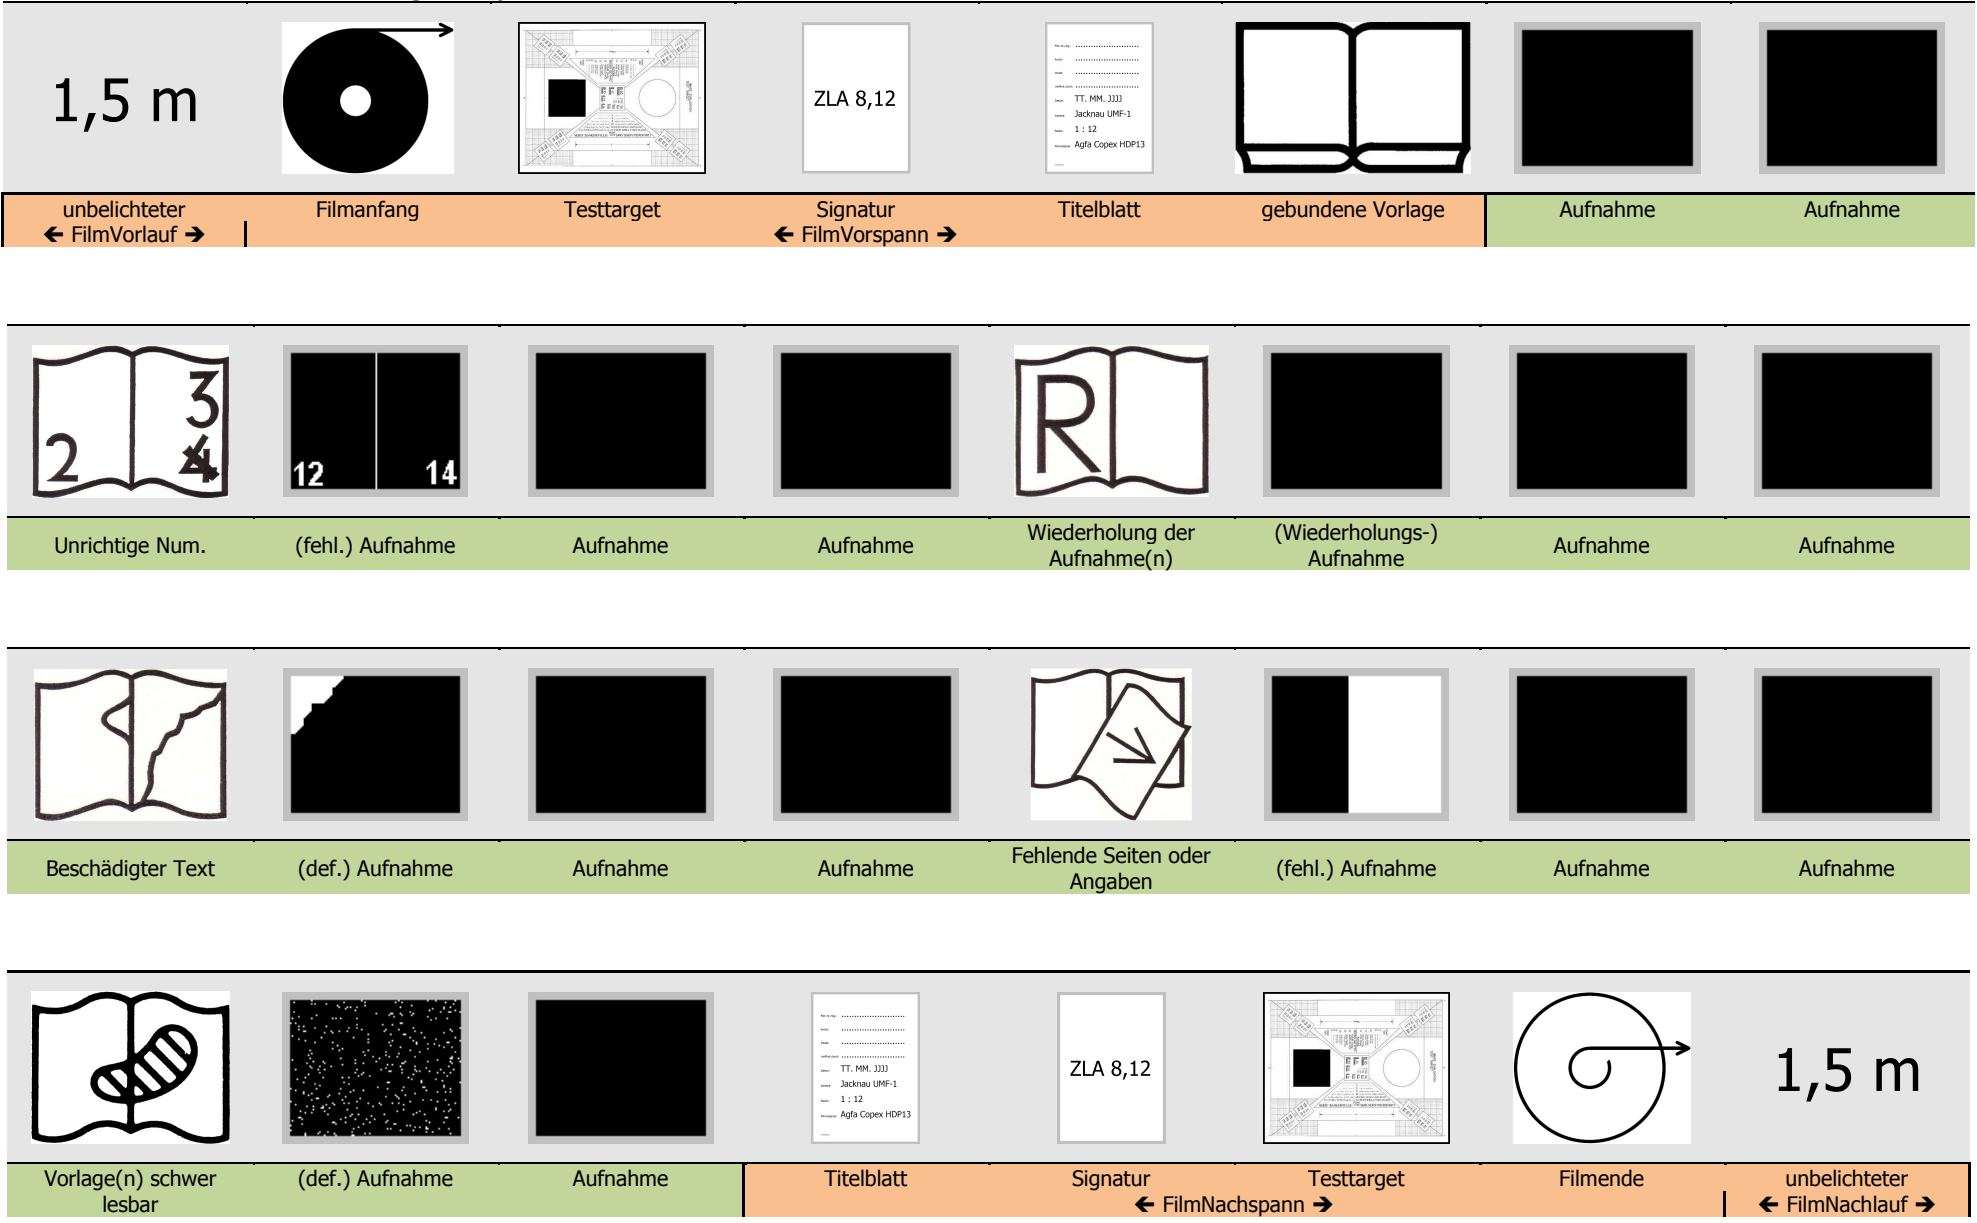 1,5 m
ZLA 8,12
TT. MM. JJJJ
Jacknau UMF-1
1 : 12
Agfa Copex HDP13
unbelichteter
🡸 FilmVorlauf 🡺
Filmanfang
Testtarget
Signatur
🡸 FilmVorspann 🡺
Titelblatt
gebundene Vorlage
Aufnahme
Aufnahme
2
3
4
12
14
R
Unrichtige Num.
(fehl.) Aufnahme
Aufnahme
Aufnahme
Wiederholung der
Aufnahme(n)
(Wiederholungs-)
Aufnahme
Aufnahme
Aufnahme
Beschädigter Text
(def.) Aufnahme
Aufnahme
Aufnahme
Fehlende Seiten oder
Angaben
(fehl.) Aufnahme
Aufnahme
Aufnahme
TT. MM. JJJJ
Jacknau UMF-1
1 : 12
Agfa Copex HDP13
ZLA 8,12
1,5 m
Vorlage(n) schwer
lesbar
(def.) Aufnahme
Aufnahme
Titelblatt
Signatur
Testtarget
🡸 FilmNachspann 🡺
Filmende
unbelichteter
🡸 FilmNachlauf 🡺